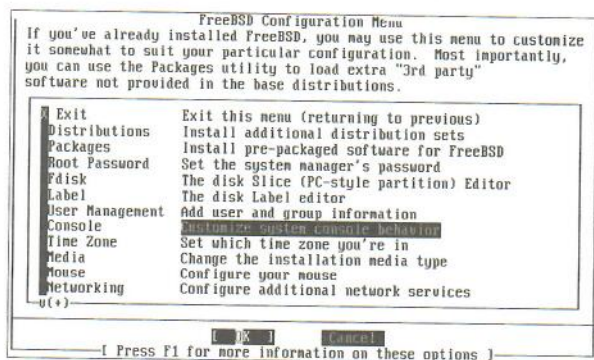 FreeBSD Configuration Menu
If you've already installed FreeBSD, you may use this menu to customize
it somewhat to suit your particular configuration. Most importantly,
you can use the Packages utility to load extra "3rd party"
software not provided in the base distributions.
X Exit Exit this menu (returning to previous)
Distributions Install additional distribution sets
Packages Install pre-packaged software for FreeBSD
Root Password Set the system manager's password
Fdisk The disk Slice (PC-style partition) Editor
Label The disk Label editor
User Management Add user and group information
Console Customize system console behavior
Time Zone Set which time zone you're in
Media Change the installation media type
Mouse Configure your mouse
Networking Configure additional network services
v(+)
[ OK ] Cancel
[ Press F1 for more information on these options ]